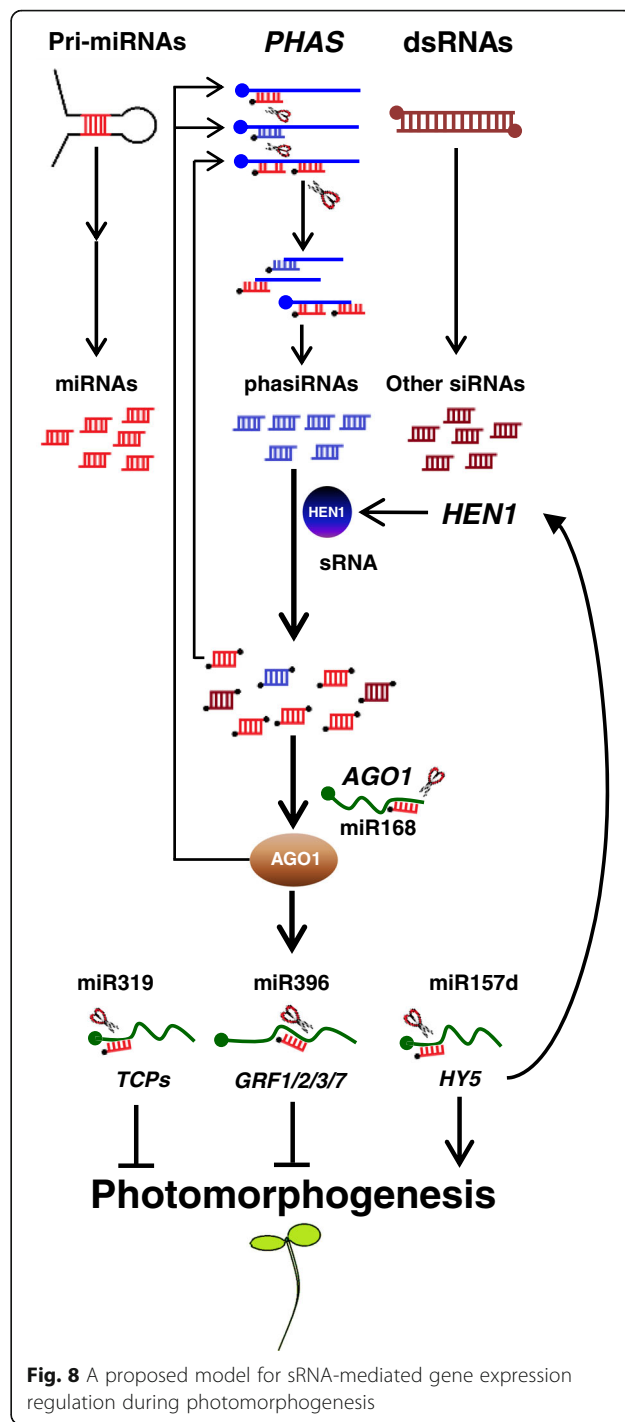 Pri-miRNAs PHAS dsRNAs
miRNAs phasiRNAs Other siRNAs
HEN1 HEN1
sRNA
AGO1
miR168
AGO1
miR319 miR396 miR157d
TCPs GRF1/2/3/7 HY5
Photomorphogenesis
Fig. 8 A proposed model for sRNA-mediated gene expression
regulation during photomorphogenesis